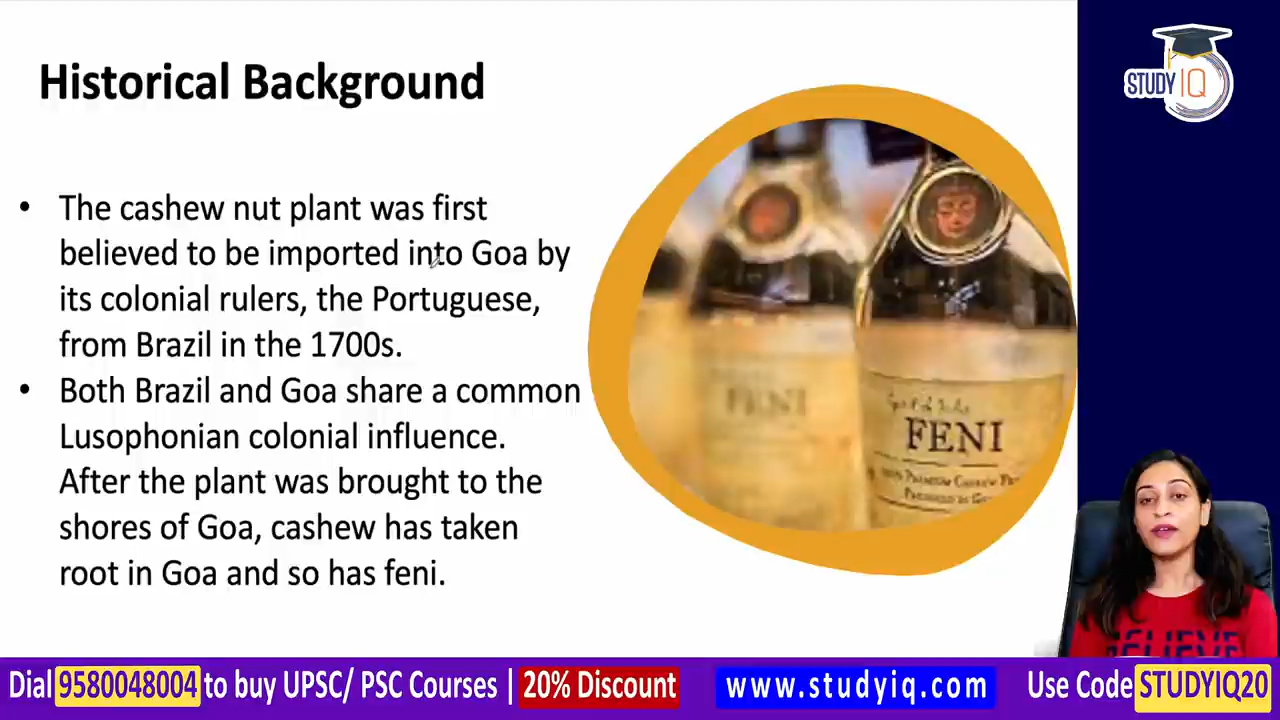 Historical Background
STUDY IQ
• The cashew nut plant was first
believed to be imported into Goa by
its colonial rulers, the Portuguese,
from Brazil in the 1700s.
• Both Brazil and Goa share a common
Lusophonian colonial influence.
After the plant was brought to the
shores of Goa, cashew has taken
root in Goa and so has feni.
FENI
FENI
Premium Cashew
BELIEVE
Dial 9580048004 to buy UPSC/ PSC Courses | 20% Discount www.studyiq.com Use Code STUDYIQ20